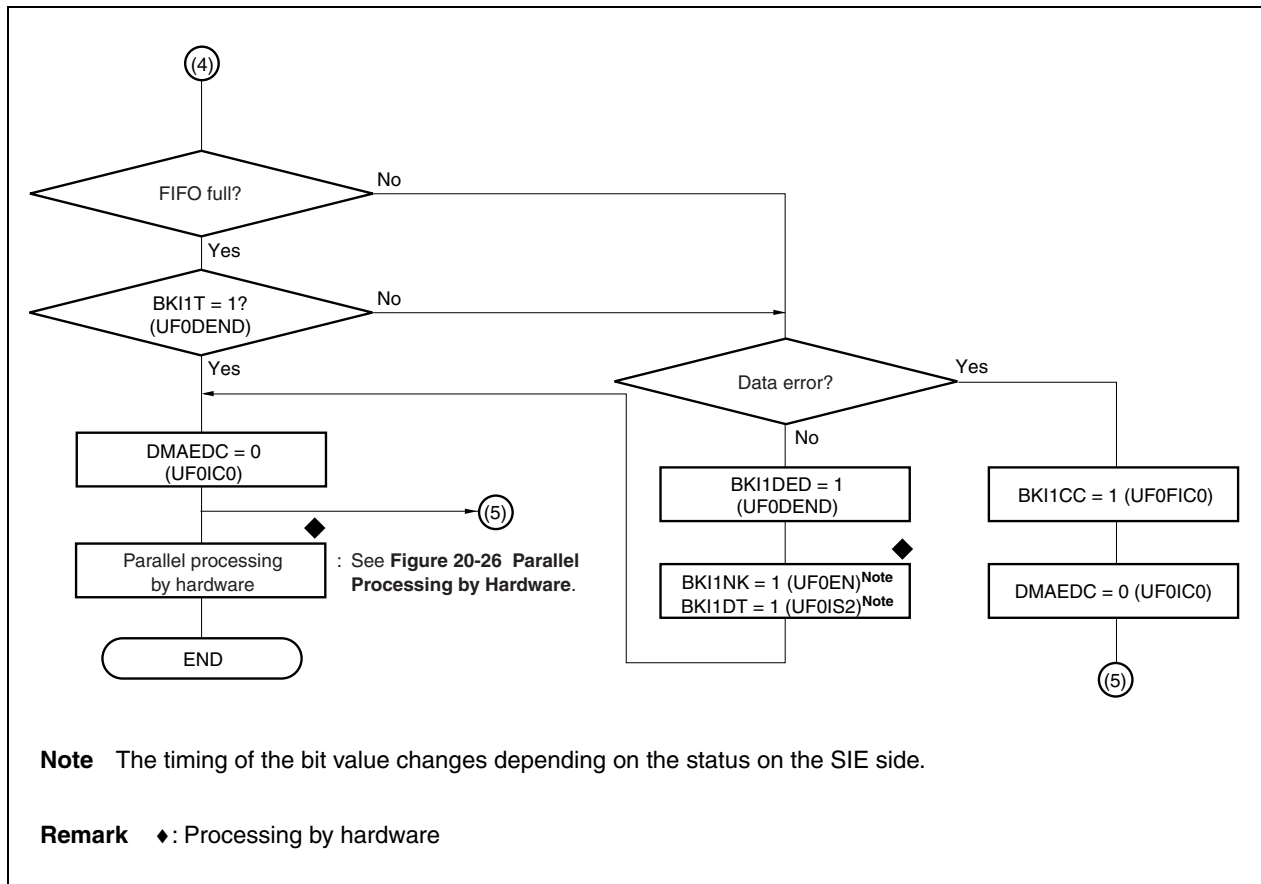 (4)
FIFO full?
No
Yes
BKI1T = 1?
(UF0DEND)
No
Yes
Data error?
Yes
No
DMAEDC = 0
(UF0IC0)
BKI1DED = 1
(UF0DEND)
BKI1CC = 1 (UF0FIC0)
(5)
Parallel processing
by hardware
◆
: See Figure 20-26 Parallel
Processing by Hardware.
◆
BKI1NK = 1 (UF0EN)Note
BKI1DT = 1 (UF0IS2)Note
DMAEDC = 0 (UF0IC0)
END
(5)
Note The timing of the bit value changes depending on the status on the SIE side.
Remark ♦: Processing by hardware